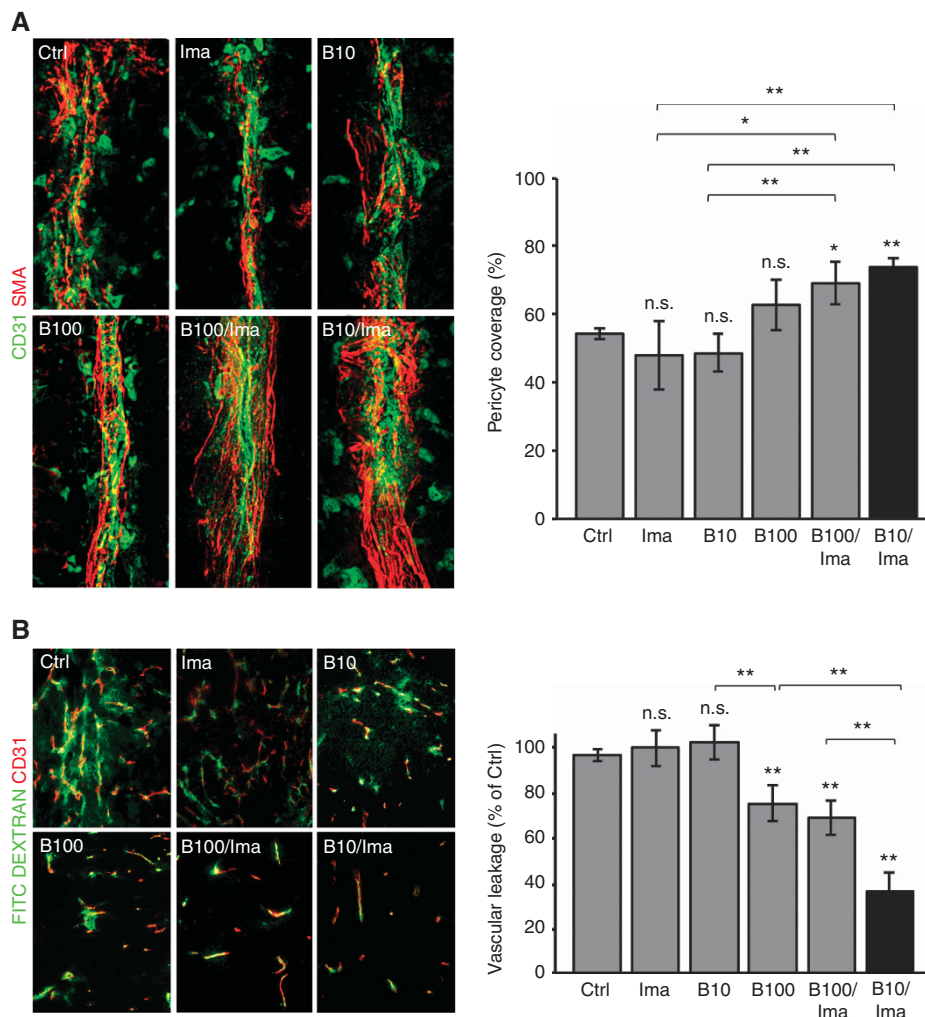 A
Ctrl
Ima
B10
B100
B100/Ima
B10/Ima
CD31 SMA
Pericyte coverage (%)
100
80
60
40
20
0
**
*
**
**
n.s.
n.s.
n.s.
*
**
Ctrl
Ima
B10
B100
B100/
Ima
B10/
Ima
B
Ctrl
Ima
B10
B100
B100/Ima
B10/Ima
FITC DEXTRAN CD31
Vascular leakage (% of Ctrl)
100
80
60
40
20
0
**
**
**
n.s.
n.s.
**
**
**
Ctrl
Ima
B10
B100
B100/
Ima
B10/
Ima